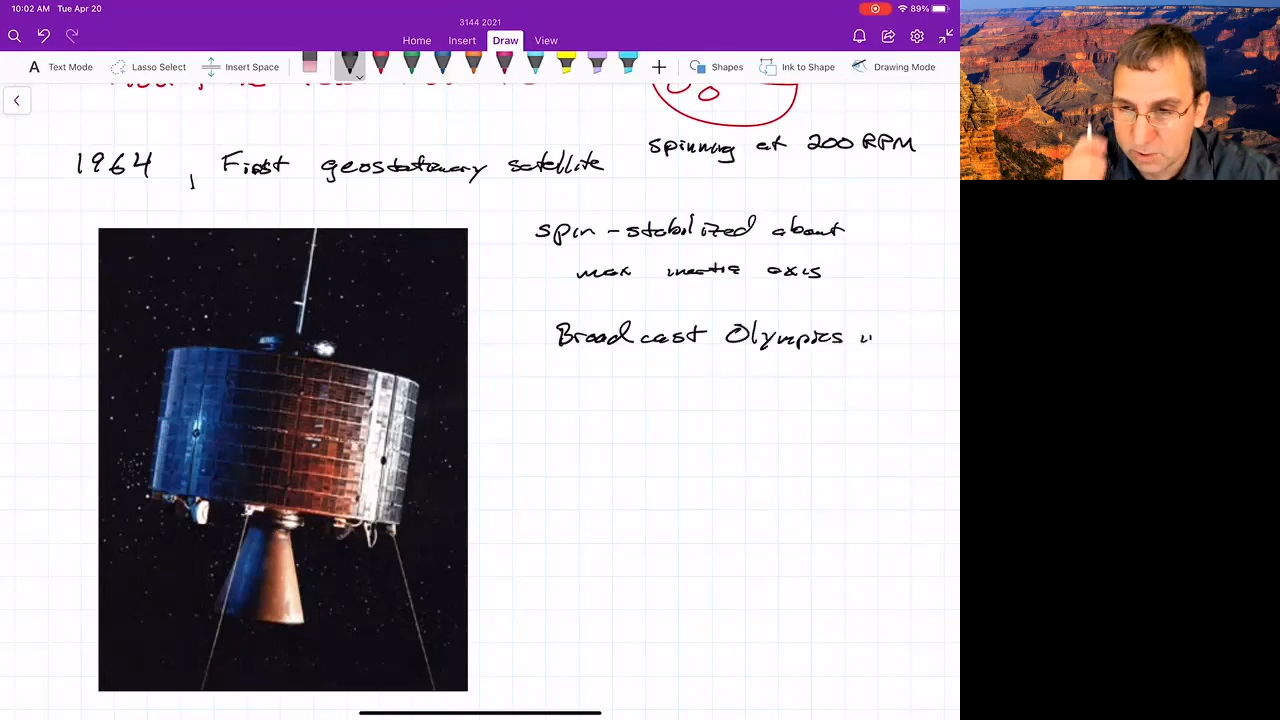 10:02 AM Tue Apr 20
89%
3144 2021
Home Insert Draw View
Text Mode Lasso Select Insert Space Shapes Ink to Shape Drawing Mode
spinning at 200 RPM
1964, First geostationary satellite
spin-stabilized about
max inertia axis
Broadcast Olympics